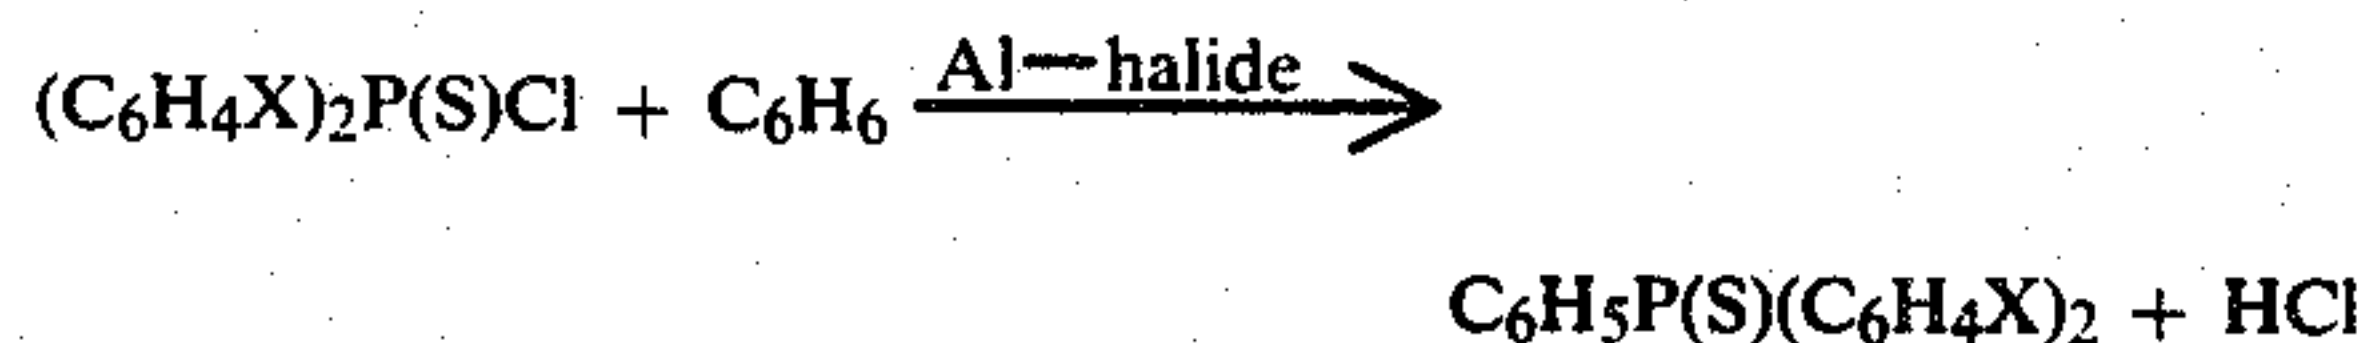 (C₆H₄X)₂P(S)Cl + C₆H₆ Al—halide
C₆H₅P(S)(C₆H₄X)₂ + HCl